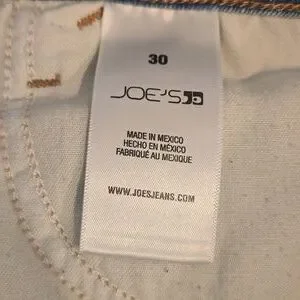 30
JOE'S
MADE IN MEXICO
HECHO EN MÉXICO
FABRIQUÉ AU MEXIQUE
WWW.JOESJEANS.COM